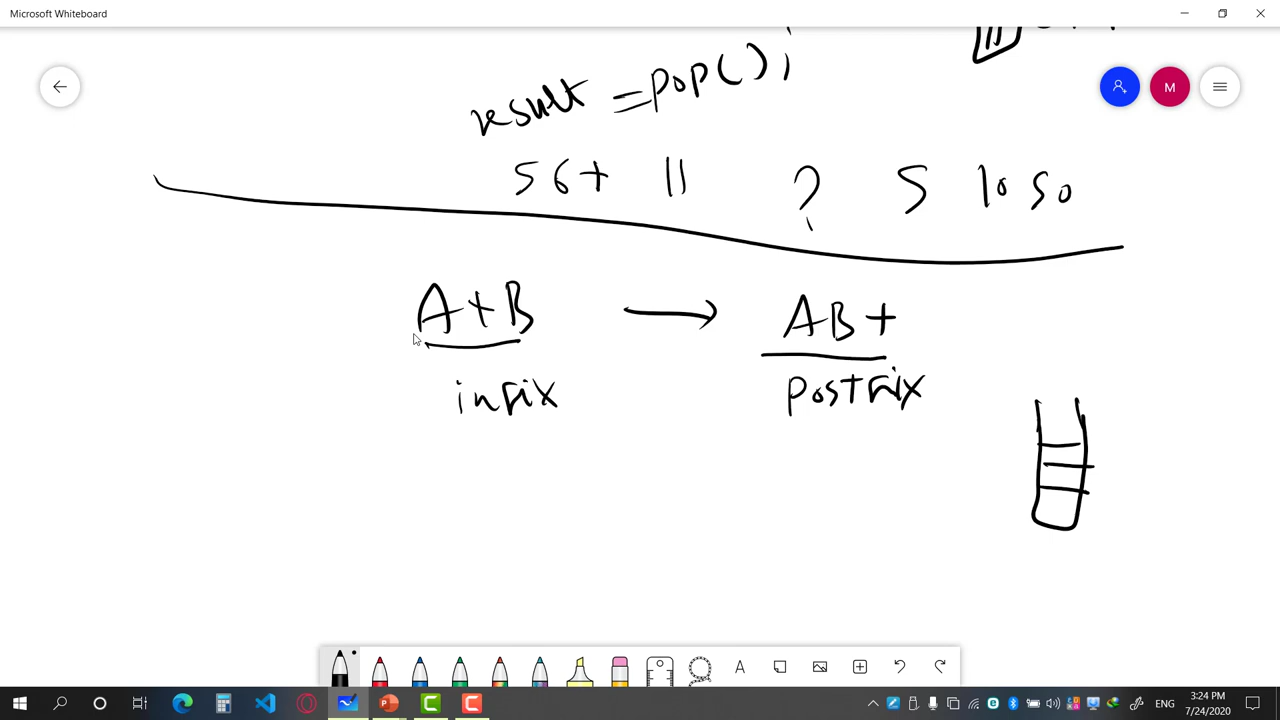 Microsoft Whiteboard
M
result = pop();
56+ 11 ? 5 10 50
A+B → AB+
infix postfix
A
ENG
3:24 PM
7/24/2020